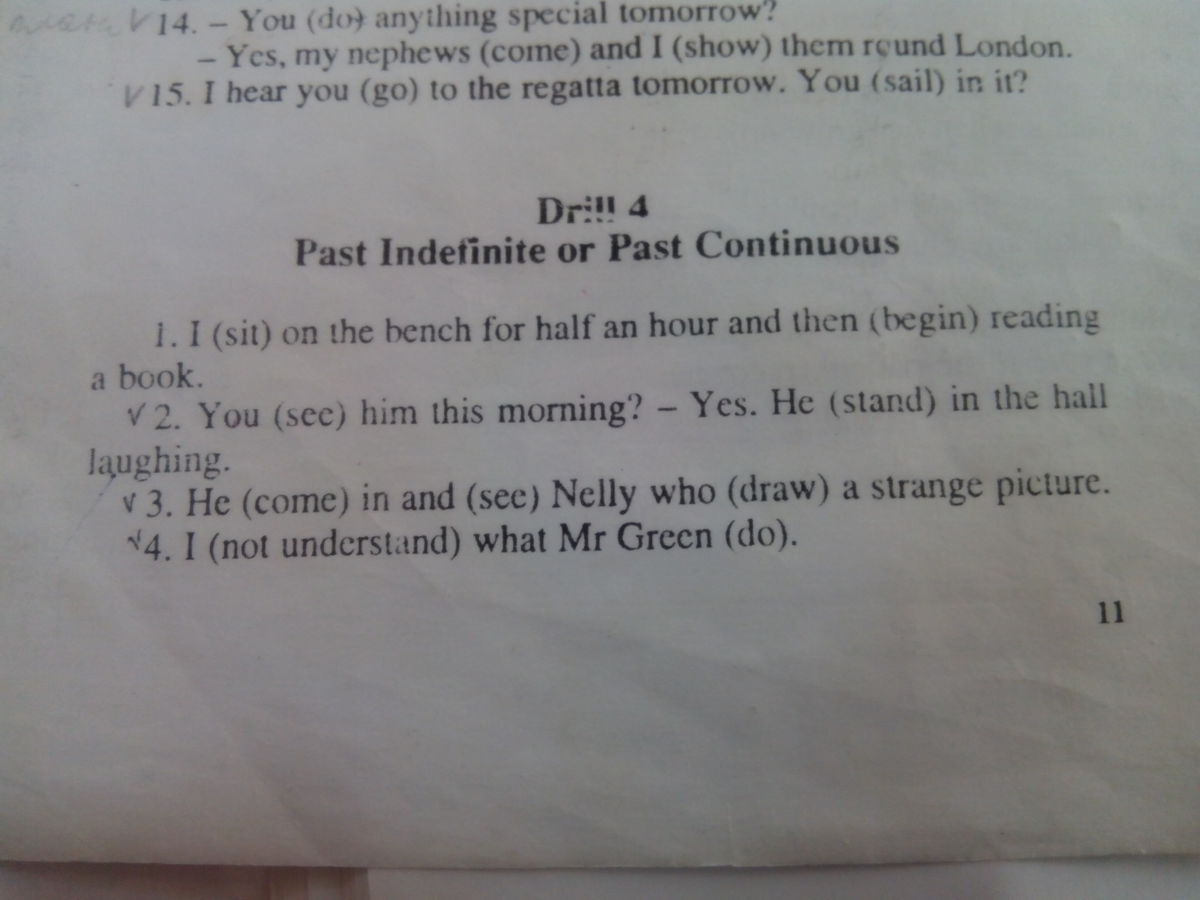 √ 14. – You (do) anything special tomorrow?
– Yes, my nephews (come) and I (show) them round London.
√ 15. I hear you (go) to the regatta tomorrow. You (sail) in it?
Drill 4
Past Indefinite or Past Continuous
1. I (sit) on the bench for half an hour and then (begin) reading
a book.
√ 2. You (see) him this morning? – Yes. He (stand) in the hall
laughing.
√ 3. He (come) in and (see) Nelly who (draw) a strange picture.
√ 4. I (not understand) what Mr Green (do).
11